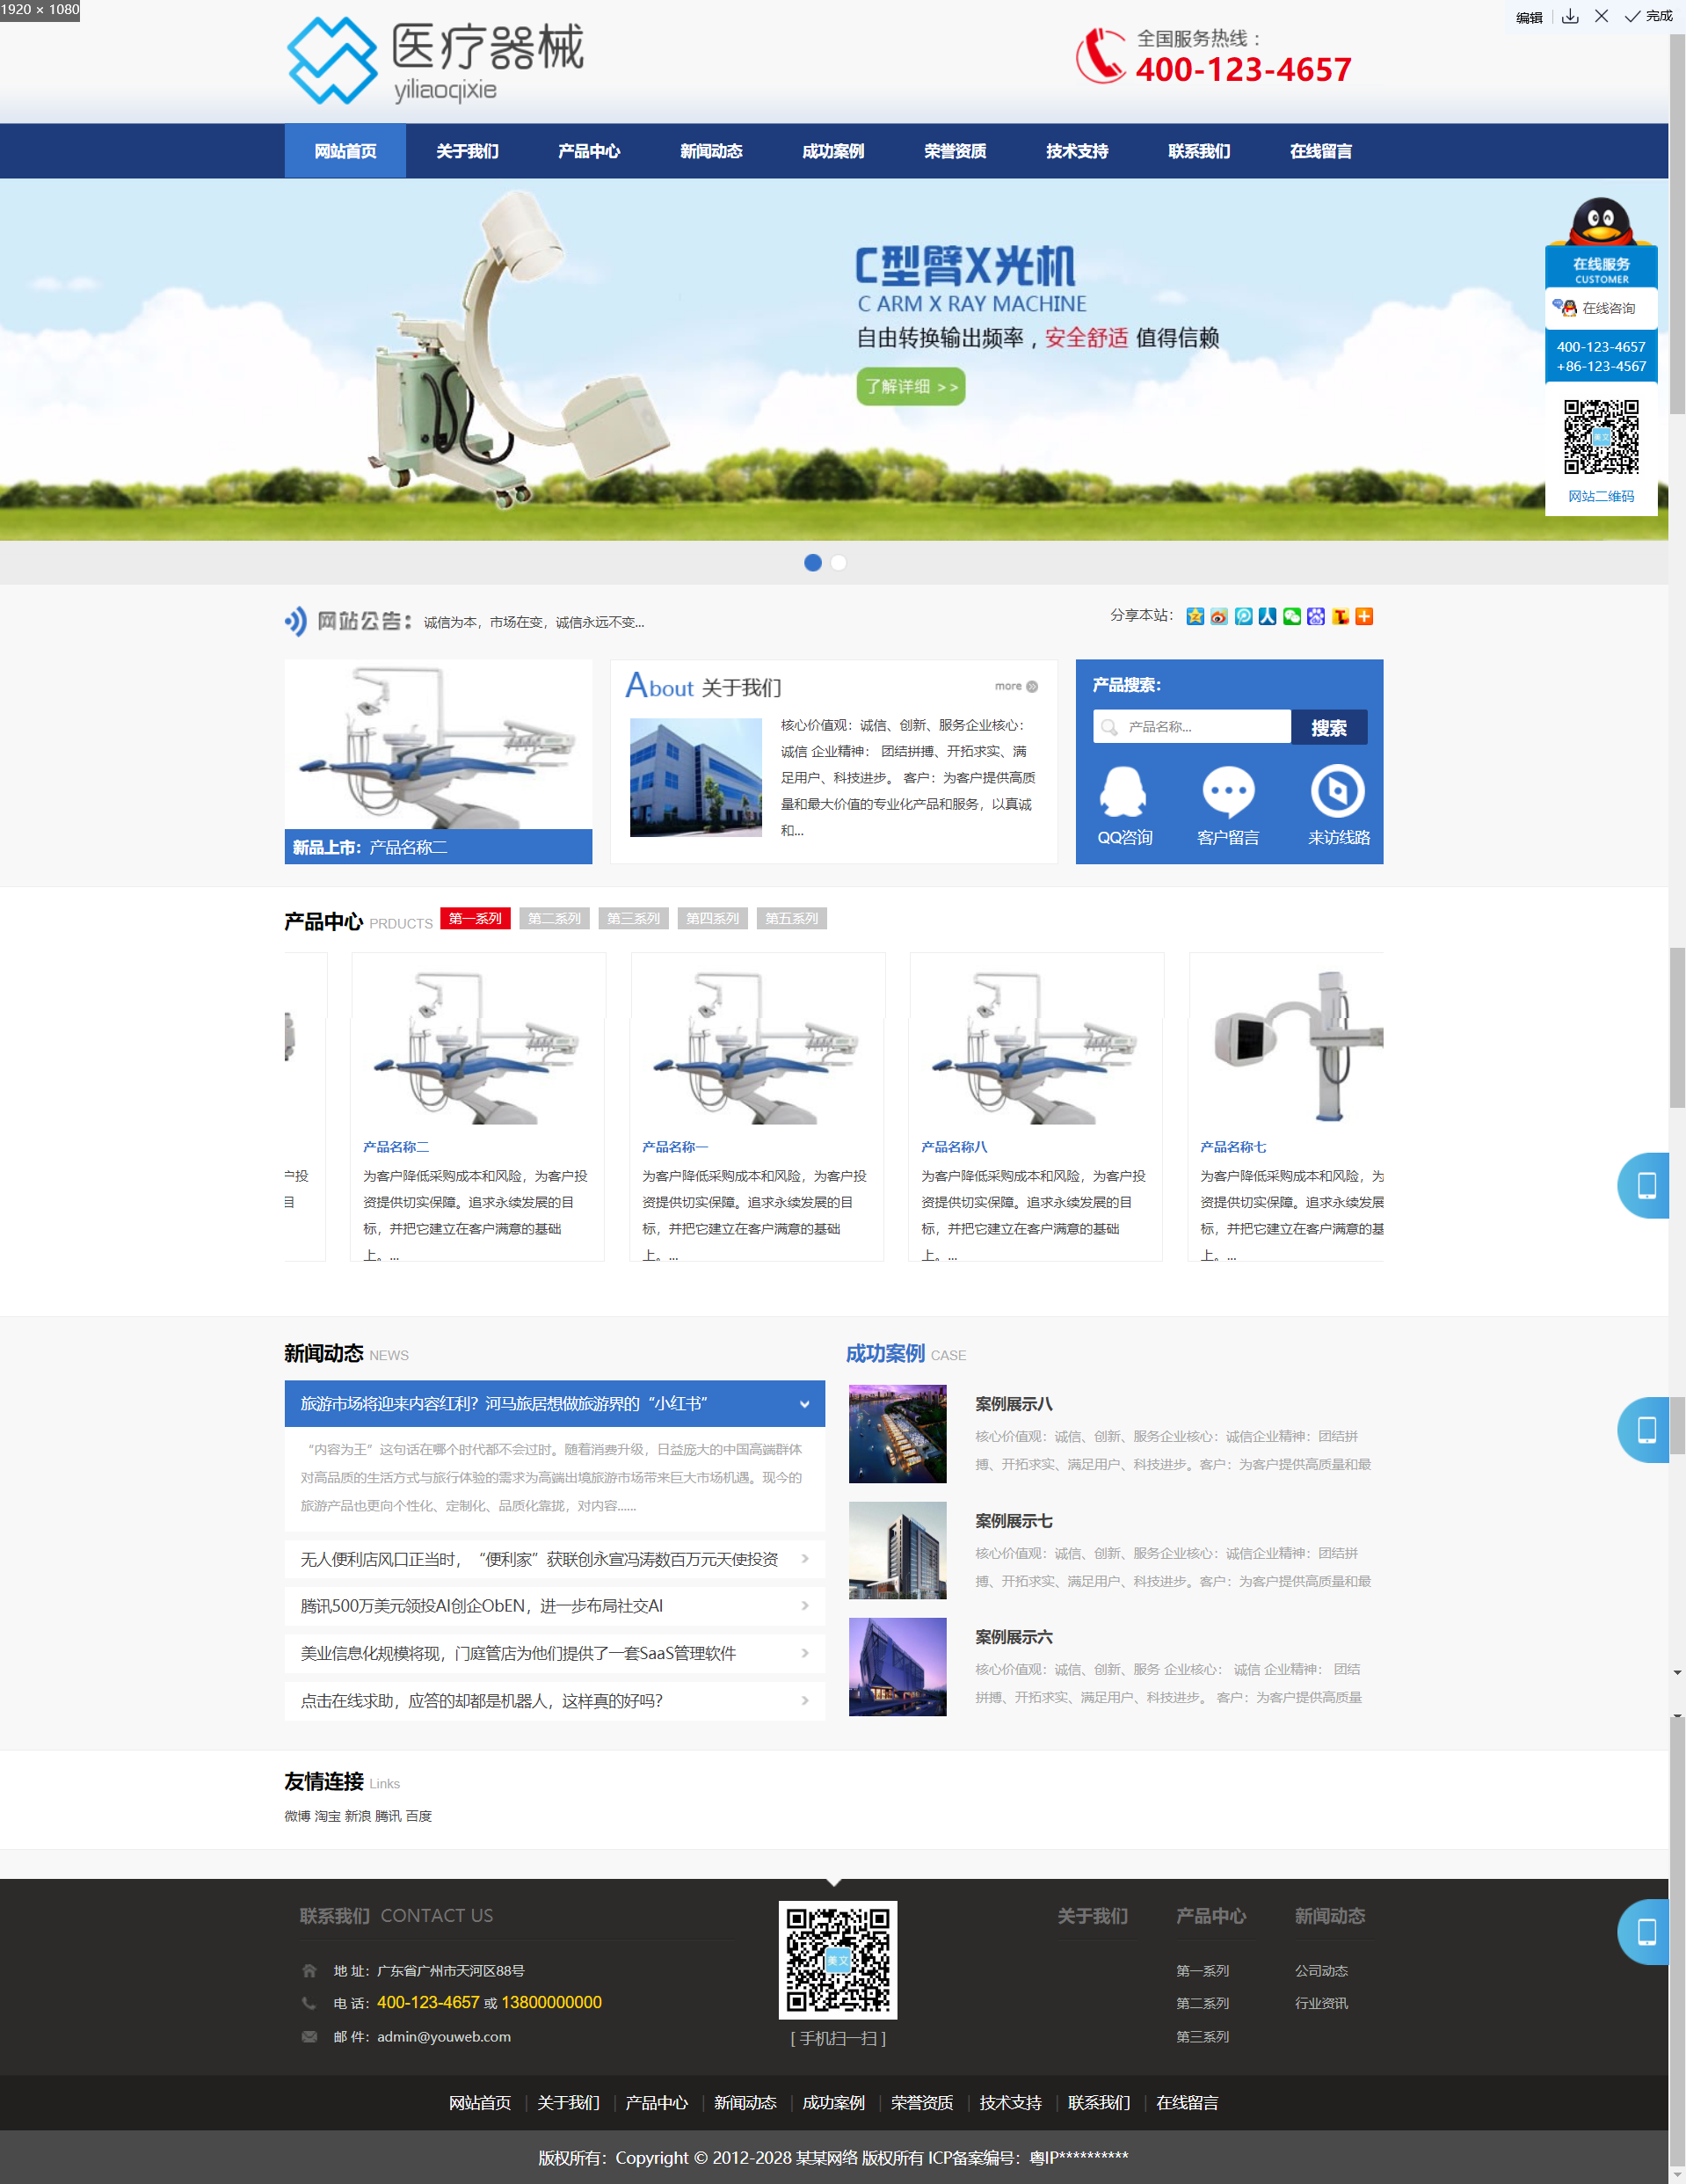 1920 × 1080
编辑
完成
医疗器械
yiliaoqixie
全国服务热线：
400-123-4657
网站首页 关于我们 产品中心 新闻动态 成功案例 荣誉资质 技术支持 联系我们 在线留言
C型臂X光机
C ARM X RAY MACHINE
自由转换输出频率，安全舒适 值得信赖
了解详细 >>
在线服务
CUSTOMER
在线咨询
400-123-4657
+86-123-4567
美文
网站二维码
网站公告： 诚信为本，市场在变，诚信永远不变...
分享本站：
新品上市：产品名称二
About 关于我们
more
核心价值观：诚信、创新、服务企业核心：
诚信 企业精神： 团结拼搏、开拓求实、满
足用户、科技进步。 客户：为客户提供高质
量和最大价值的专业化产品和服务，以真诚
和...
产品搜索：
产品名称... 搜索
QQ咨询 客户留言 来访线路
产品中心 PRDUCTS 第一系列 第二系列 第三系列 第四系列 第五系列
户投
目
产品名称二
为客户降低采购成本和风险，为客户投
资提供切实保障。追求永续发展的目
标，并把它建立在客户满意的基础
上。...
产品名称一
为客户降低采购成本和风险，为客户投
资提供切实保障。追求永续发展的目
标，并把它建立在客户满意的基础
上。...
产品名称八
为客户降低采购成本和风险，为客户投
资提供切实保障。追求永续发展的目
标，并把它建立在客户满意的基础
上。...
产品名称七
为客户降低采购成本和风险，为
资提供切实保障。追求永续发展的
标，并把它建立在客户满意的基
上。...
新闻动态 NEWS
旅游市场将迎来内容红利？河马旅居想做旅游界的“小红书”
“内容为王”这句话在哪个时代都不会过时。随着消费升级，日益庞大的中国高端群体
对高品质的生活方式与旅行体验的需求为高端出境旅游市场带来巨大市场机遇。现今的
旅游产品也更向个性化、定制化、品质化靠拢，对内容......
无人便利店风口正当时，“便利家”获联创永宣冯涛数百万元天使投资
腾讯500万美元领投AI创企ObEN，进一步布局社交AI
美业信息化规模将现，门庭管店为他们提供了一套SaaS管理软件
点击在线求助，应答的却都是机器人，这样真的好吗？
成功案例 CASE
案例展示八
核心价值观：诚信、创新、服务企业核心：诚信企业精神：团结拼
搏、开拓求实、满足用户、科技进步。客户：为客户提供高质量和最
案例展示七
核心价值观：诚信、创新、服务企业核心：诚信企业精神：团结拼
搏、开拓求实、满足用户、科技进步。客户：为客户提供高质量和最
案例展示六
核心价值观：诚信、创新、服务 企业核心： 诚信 企业精神： 团结
拼搏、开拓求实、满足用户、科技进步。 客户：为客户提供高质量
友情连接 Links
微博 淘宝 新浪 腾讯 百度
联系我们 CONTACT US
地 址：广东省广州市天河区88号
电 话：400-123-4657 或 13800000000
邮 件：admin@youweb.com
美文
[ 手机扫一扫 ]
关于我们
产品中心
第一系列
第二系列
第三系列
新闻动态
公司动态
行业资讯
网站首页 | 关于我们 | 产品中心 | 新闻动态 | 成功案例 | 荣誉资质 | 技术支持 | 联系我们 | 在线留言
版权所有：Copyright © 2012-2028 某某网络 版权所有 ICP备案编号：粤IP**********